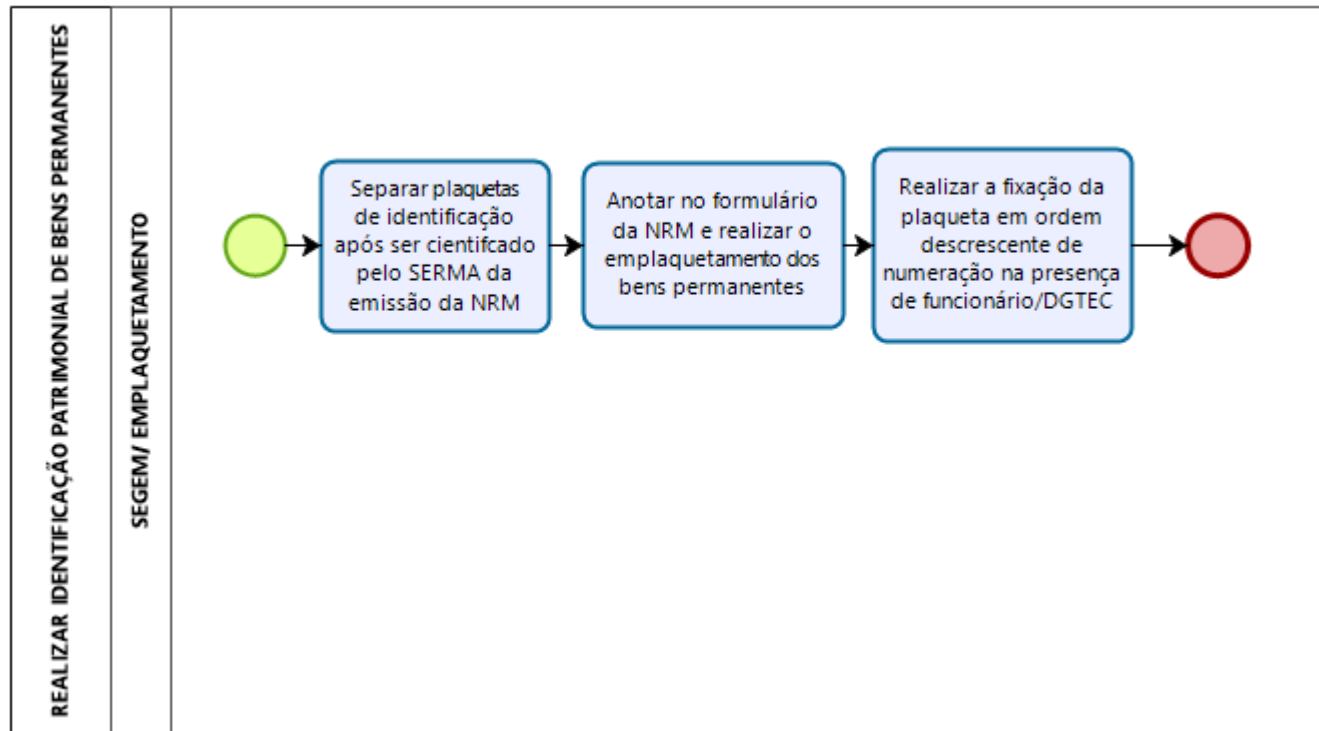 REALIZAR IDENTIFICAÇÃO PATRIMONIAL DE BENS PERMANENTES
SEGEM/ EMPLAQUETAMENTO
Separar plaquetas
de identificação
após ser cientifcado
pelo SERMA da
emissão da NRM
Anotar no formulário
da NRM e realizar o
emplaquetamento dos
bens permanentes
Realizar a fixação da
plaqueta em ordem
descrescente de
numeração na presença
de funcionário/DGTEC